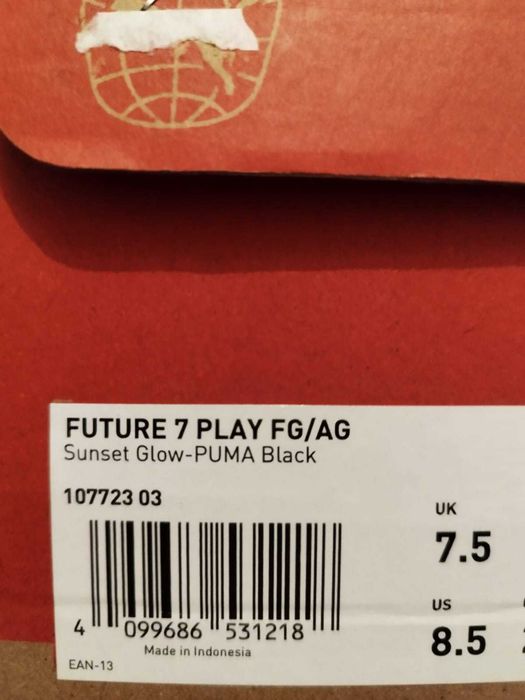 FUTURE 7 PLAY FG/AG
Sunset Glow-PUMA Black
107723 03
UK
7.5
US
8.5
4 099686 531218
Made in Indonesia
EAN-13